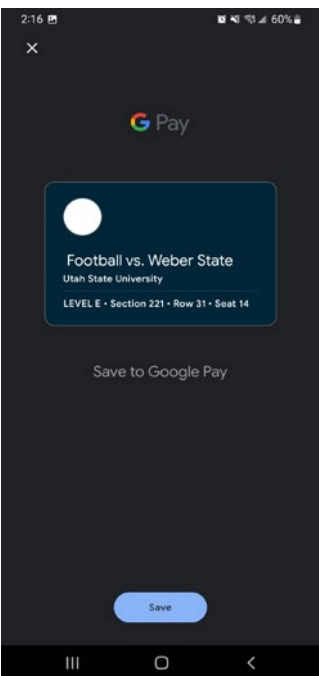 2:16 60%
G Pay
Football vs. Weber State
Utah State University
LEVEL E • Section 221 • Row 31 • Seat 14
Save to Google Pay
Save